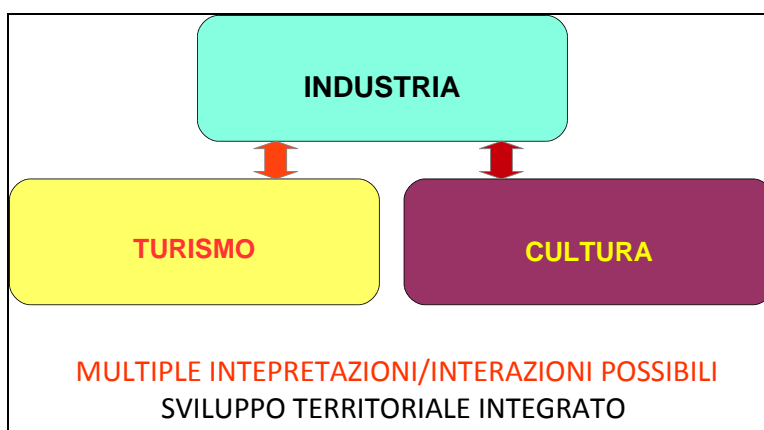 INDUSTRIA
TURISMO
CULTURA
MULTIPLE INTEPRETAZIONI/INTERAZIONI POSSIBILI
SVILUPPO TERRITORIALE INTEGRATO